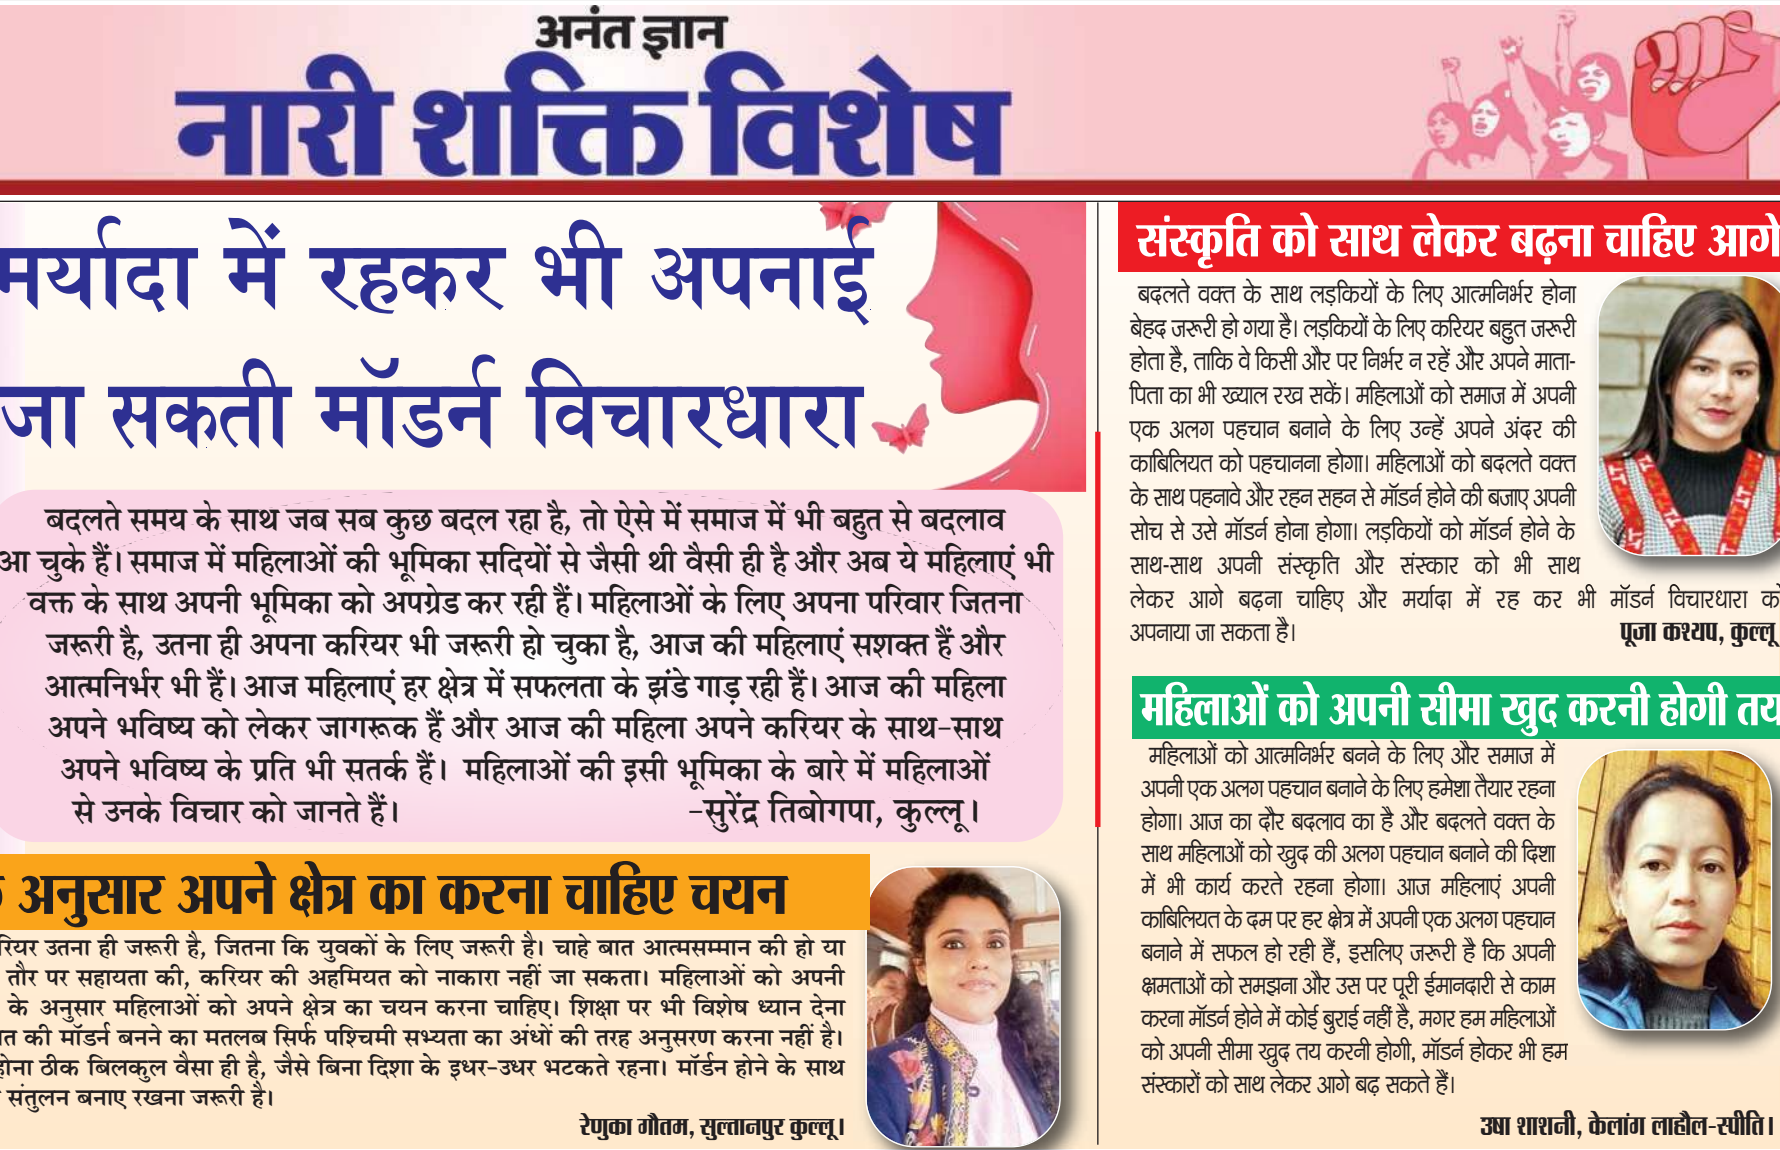 अनंत ज्ञान
नारी शक्ति विशेष
मर्यादा में रहकर भी अपनाई
जा सकती मॉडर्न विचारधारा
बदलते समय के साथ जब सब कुछ बदल रहा है, तो ऐसे में समाज में भी बहुत से बदलाव
आ चुके हैं। समाज में महिलाओं की भूमिका सदियों से जैसी थी वैसी ही है और अब ये महिलाएं भी
वक्त के साथ अपनी भूमिका को अपग्रेड कर रही हैं। महिलाओं के लिए अपना परिवार जितना
जरूरी है, उतना ही अपना करियर भी जरूरी हो चुका है, आज की महिलाएं सशक्त हैं और
आत्मनिर्भर भी हैं। आज महिलाएं हर क्षेत्र में सफलता के झंडे गाड़ रही हैं। आज की महिला
अपने भविष्य को लेकर जागरूक हैं और आज की महिला अपने करियर के साथ-साथ
अपने भविष्य के प्रति भी सतर्क हैं। महिलाओं की इसी भूमिका के बारे में महिलाओं
से उनके विचार को जानते हैं। -सुरेंद्र तिबोगपा, कुल्लू।
अनुसार अपने क्षेत्र का करना चाहिए चयन
उतना ही जरूरी है, जितना कि युवकों के लिए जरूरी है। चाहे बात आत्मसम्मान की हो या
तौर पर सहायता की, करियर की अहमियत को नाकारा नहीं जा सकता। महिलाओं को अपनी
के अनुसार महिलाओं को अपने क्षेत्र का चयन करना चाहिए। शिक्षा पर भी विशेष ध्यान देना
की मॉडर्न बनने का मतलब सिर्फ पश्चिमी सभ्यता का अंधों की तरह अनुसरण करना नहीं है।
होना ठीक बिलकुल वैसा ही है, जैसे बिना दिशा के इधर-उधर भटकते रहना। मॉर्डन होने के साथ
संतुलन बनाए रखना जरूरी है।
रेणुका गौतम, सुल्तानपुर कुल्लू।
संस्कृति को साथ लेकर बढ़ना चाहिए आगे
बदलते वक्त के साथ लड़कियों के लिए आत्मनिर्भर होना
बेहद जरूरी हो गया है। लड़कियों के लिए करियर बहुत जरूरी
होता है, ताकि वे किसी और पर निर्भर न रहें और अपने माता-
पिता का भी ख्याल रख सकें। महिलाओं को समाज में अपनी
एक अलग पहचान बनाने के लिए उन्हें अपने अंदर की
काबिलियत को पहचानना होगा। महिलाओं को बदलते वक्त
के साथ पहनावे और रहन सहन से मॉडर्न होने की बजाए अपनी
सोच से उसे मॉडर्न होना होगा। लड़कियों को मॉडर्न होने के
साथ-साथ अपनी संस्कृति और संस्कार को भी साथ
लेकर आगे बढ़ना चाहिए और मर्यादा में रह कर भी मॉडर्न विचारधारा को
अपनाया जा सकता है। पूजा कश्यप, कुल्लू
महिलाओं को अपनी सीमा खुद करनी होगी तय
महिलाओं को आत्मनिर्भर बनने के लिए और समाज में
अपनी एक अलग पहचान बनाने के लिए हमेशा तैयार रहना
होगा। आज का दौर बदलाव का है और बदलते वक्त के
साथ महिलाओं को खुद की अलग पहचान बनाने की दिशा
में भी कार्य करते रहना होगा। आज महिलाएं अपनी
काबिलियत के दम पर हर क्षेत्र में अपनी एक अलग पहचान
बनाने में सफल हो रही हैं, इसलिए जरूरी है कि अपनी
क्षमताओं को समझना और उस पर पूरी ईमानदारी से काम
करना मॉडर्न होने में कोई बुराई नहीं है, मगर हम महिलाओं
को अपनी सीमा खुद तय करनी होगी, मॉडर्न होकर भी हम
संस्कारों को साथ लेकर आगे बढ़ सकते हैं।
उषा शाशनी, केलांग लाहौल-स्पीति।